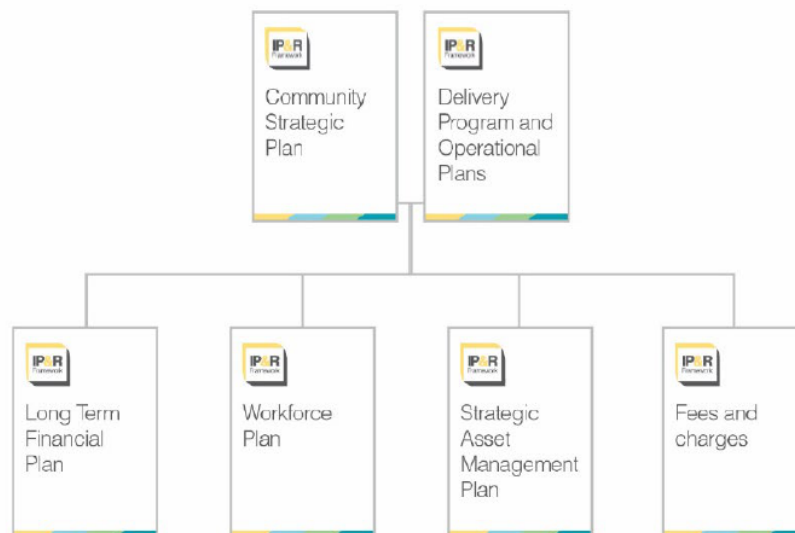 IP&R
Framework
Community
Strategic
Plan
IP&R
Framework
Delivery
Program and
Operational
Plans
IP&R
Framework
Long Term
Financial
Plan
IP&R
Framework
Workforce
Plan
IP&R
Framework
Strategic
Asset
Management
Plan
IP&R
Framework
Fees and
charges